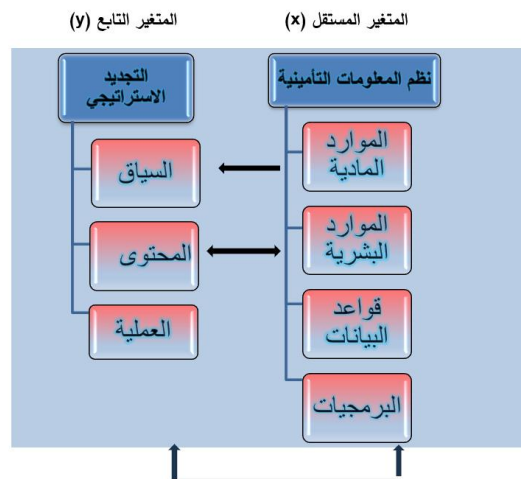 المتغير المستقل (x)
المتغير التابع (y)
نظم المعلومات التأمينية
الموارد
المادية
الموارد
البشرية
قواعد
البيانات
البرمجيات
التجديد
الاستراتيجي
السياق
المحتوى
العملية